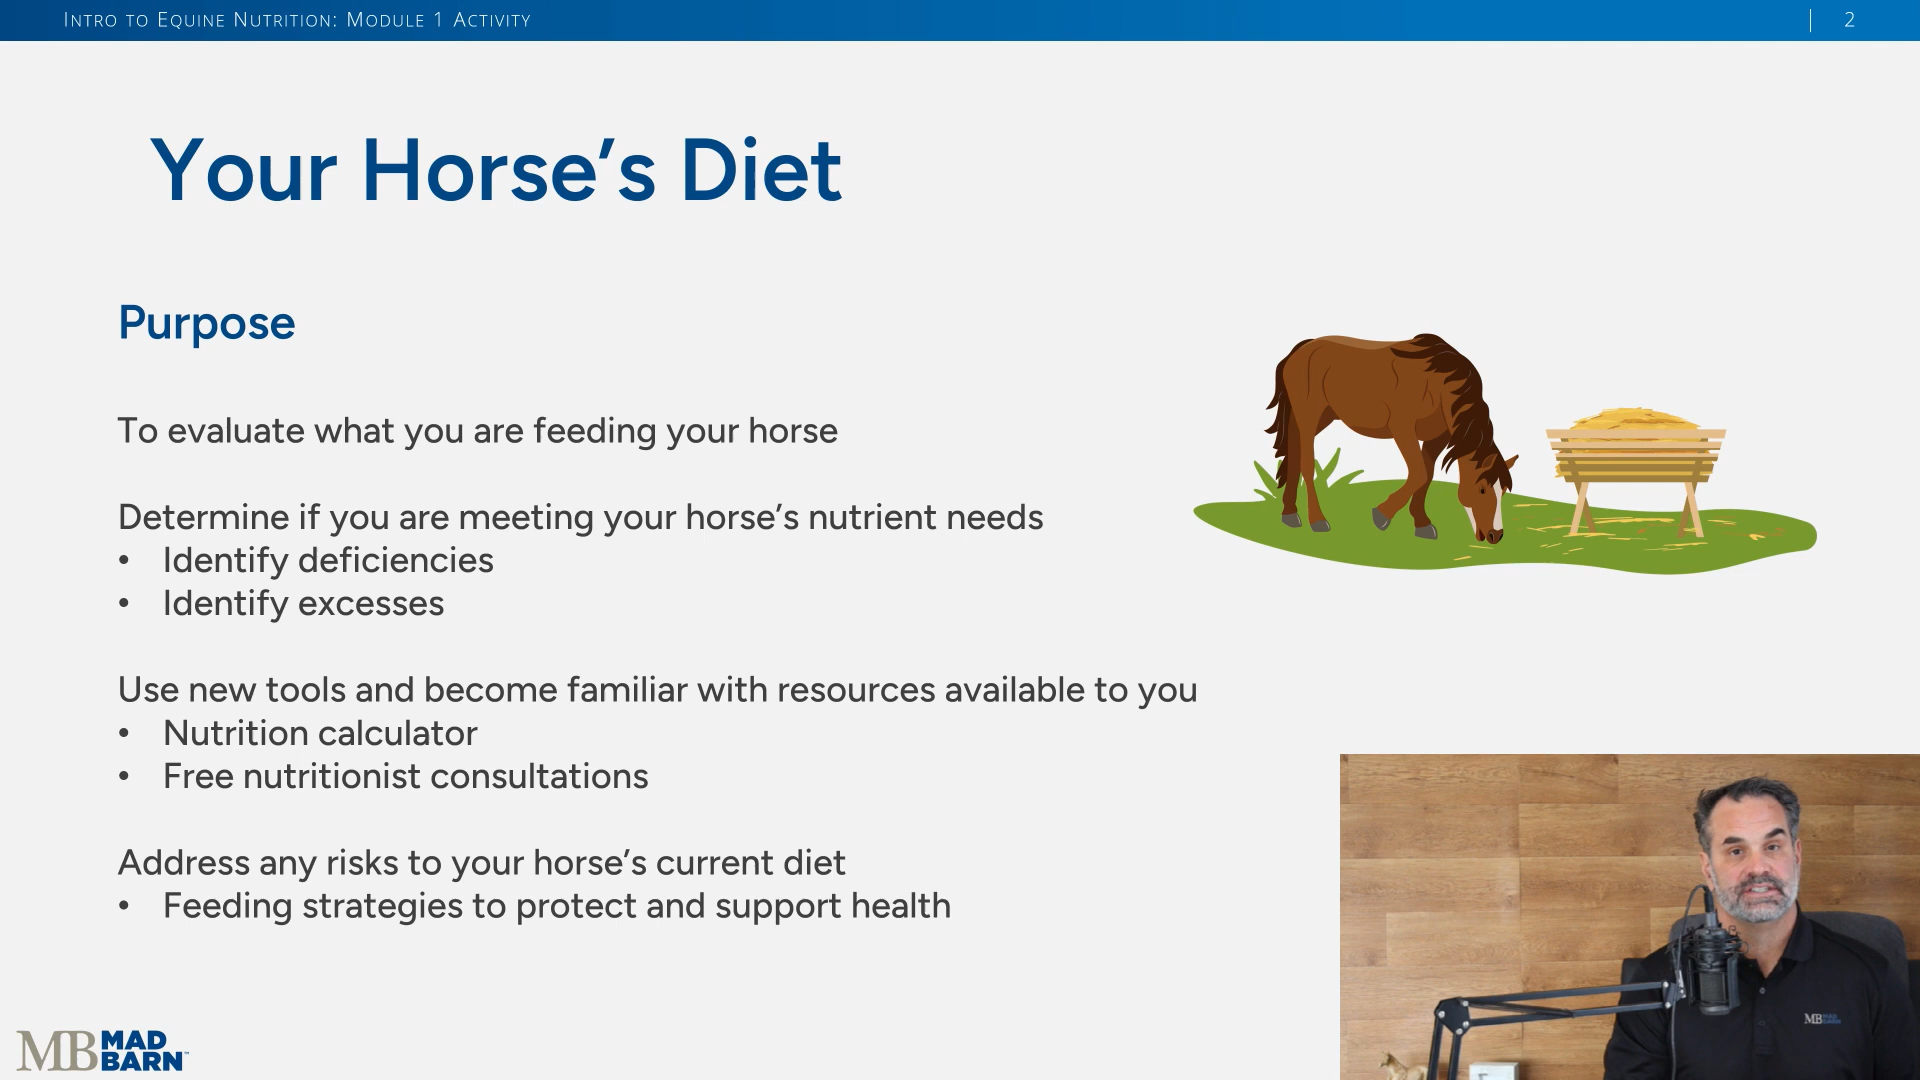 Intro to Equine Nutrition: Module 1 Activity
2
Your Horse’s Diet
Purpose
To evaluate what you are feeding your horse
Determine if you are meeting your horse’s nutrient needs
• Identify deficiencies
• Identify excesses
Use new tools and become familiar with resources available to you
• Nutrition calculator
• Free nutritionist consultations
Address any risks to your horse’s current diet
• Feeding strategies to protect and support health
MB MAD
BARN™
MB MAD
BARN